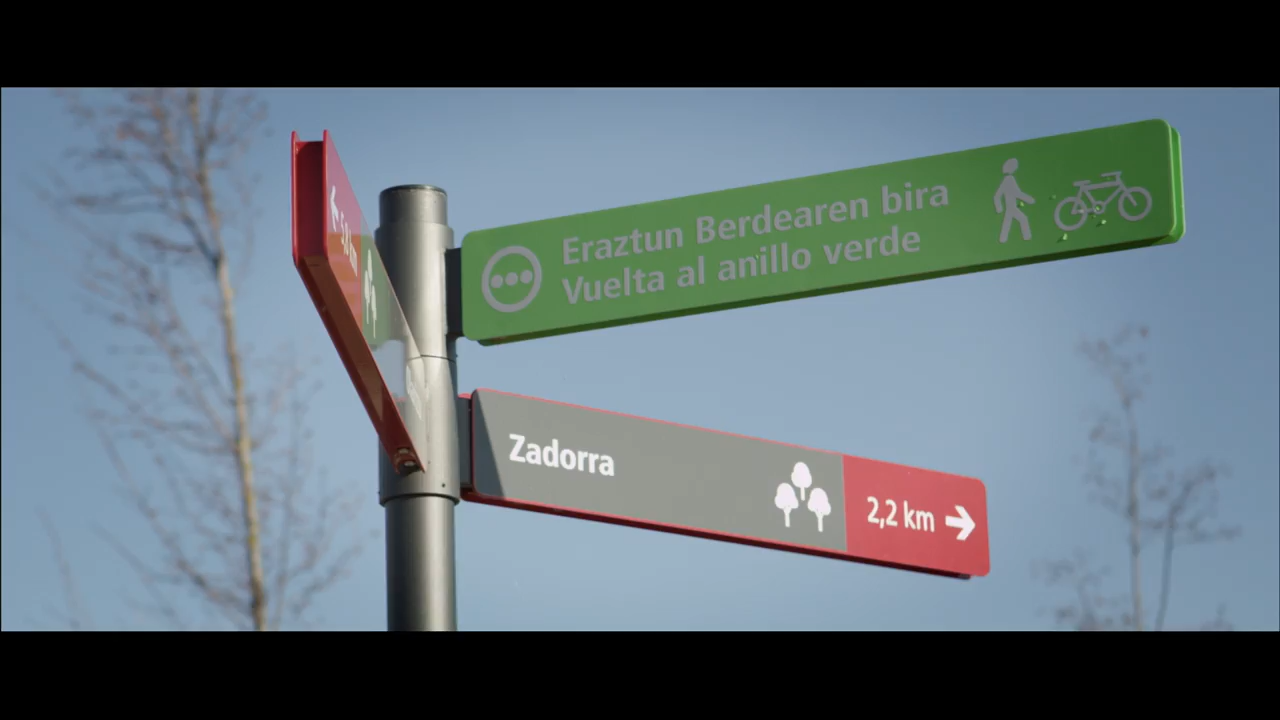 Eraztun Berdearen bira
Vuelta al anillo verde
Zadorra
2,2 km